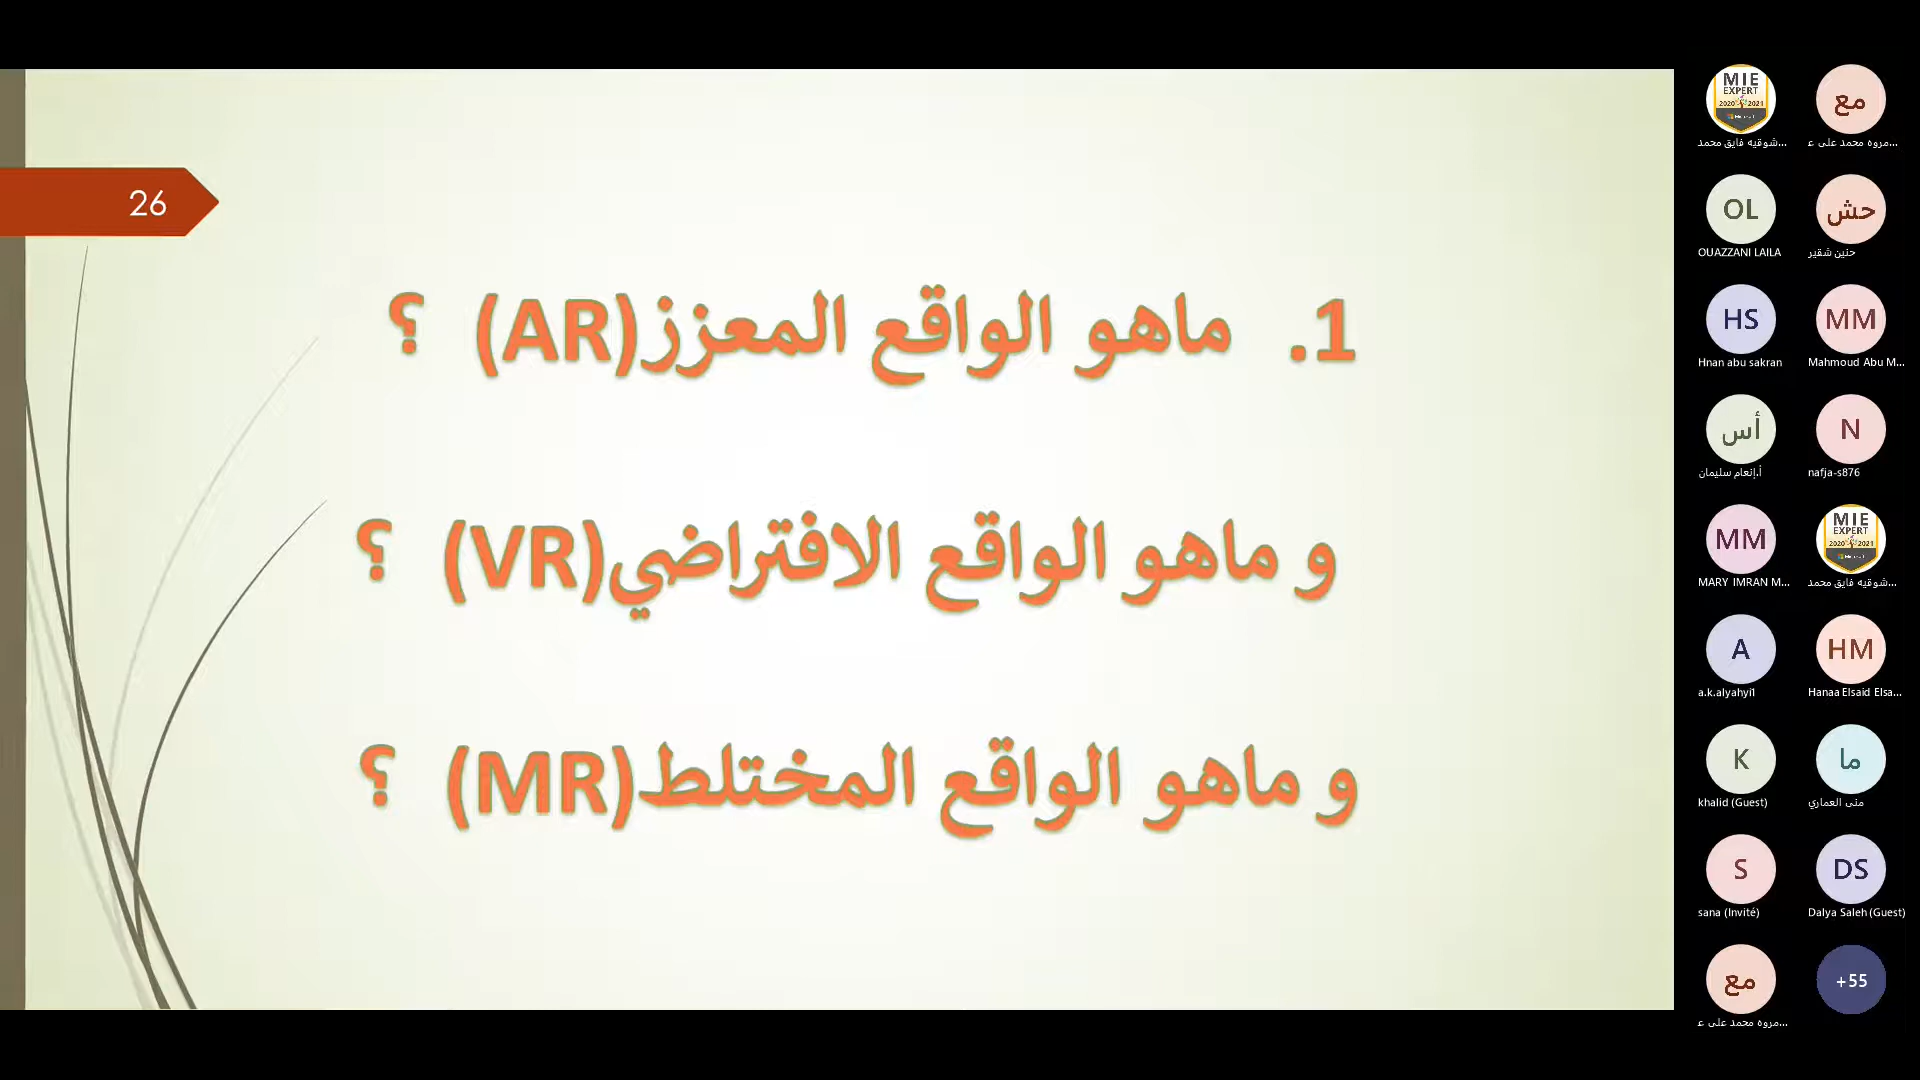 26
1. ماهو الواقع المعزز(AR) ؟
و ماهو الواقع الافتراضي(VR) ؟
و ماهو الواقع المختلط(MR) ؟
MIE
EXPERT
2020 2021
Microsoft
شوقيه فايق محمد...
مع
مروه محمد على ع...
OL
OUAZZANI LAILA
حش
حنين شقير
HS
Hnan abu sakran
MM
Mahmoud Abu M...
أس
أ.إنعام سليمان
N
nafja-s876
MM
MARY IMRAN M...
MIE
EXPERT
2020 2021
Microsoft
شوقيه فايق محمد...
A
a.k.alyahyi1
HM
Hanaa Elsaid Elsa...
K
khalid (Guest)
ما
منى العماري
S
sana (Invité)
DS
Dalya Saleh (Guest)
مع
مروه محمد على ع...
+55